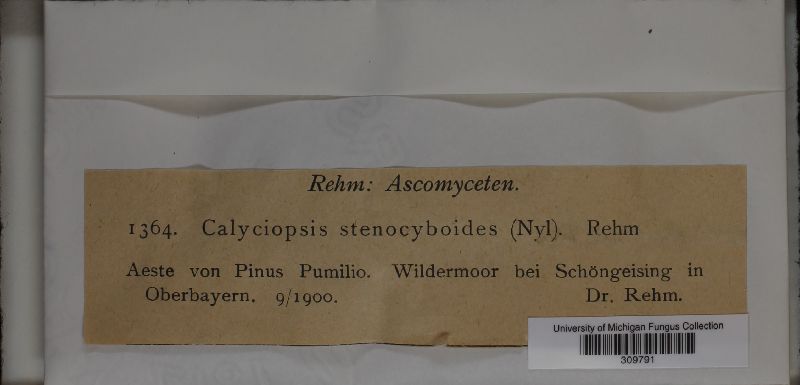 Rehm: Ascomyceten.
1364. Calyciopsis stenocyboides (Nyl). Rehm
Aeste von Pinus Pumilio. Wildermoor bei Schöngeising in
Oberbayern. 9/1900. Dr. Rehm.
University of Michigan Fungus Collection
309791